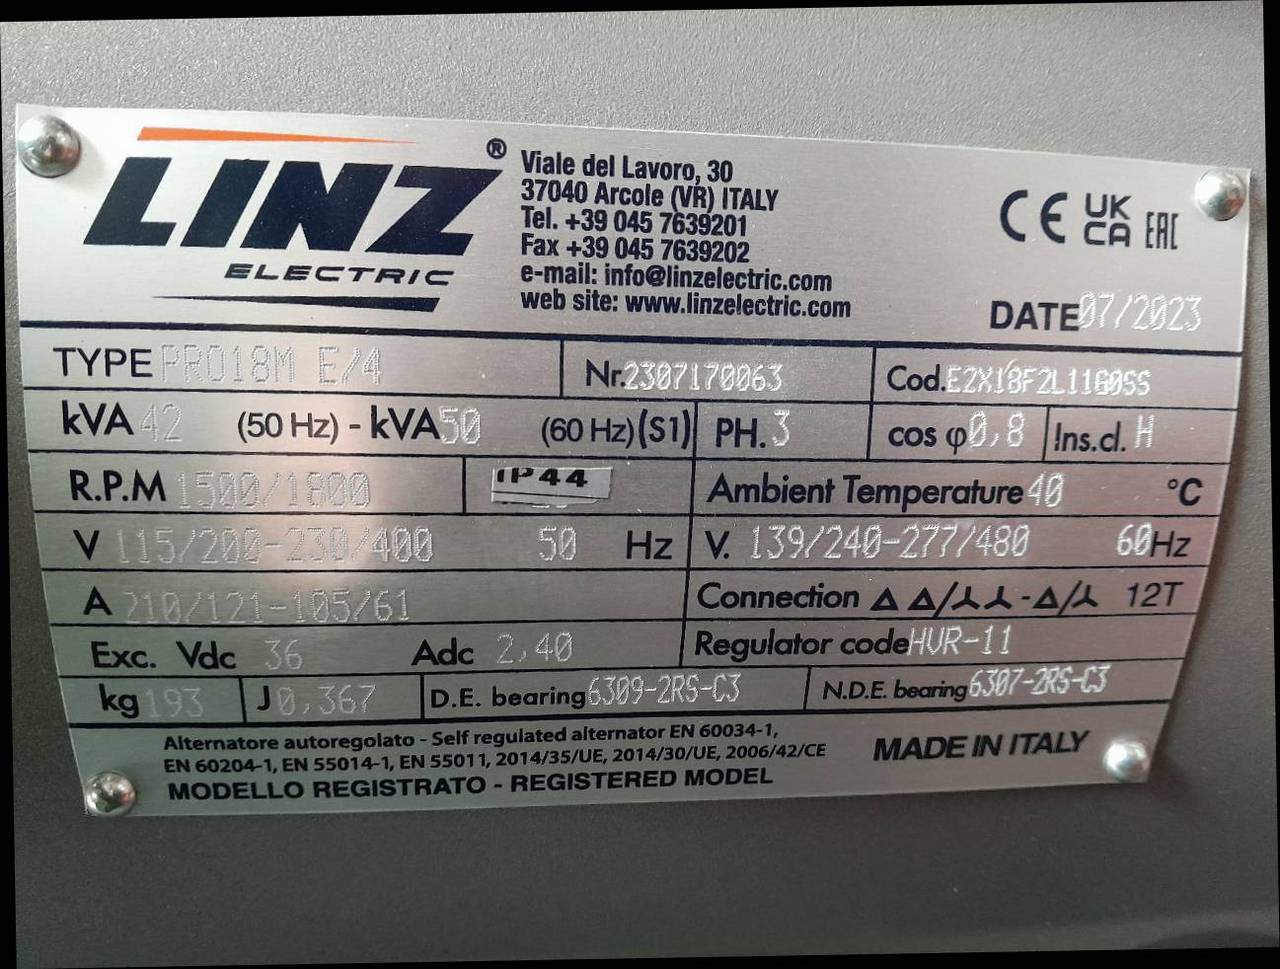 LINZ®
ELECTRIC
Viale del Lavoro, 30
37040 Arcole (VR) ITALY
Tel. +39 045 7639201
Fax +39 045 7639202
e-mail: info@linzelectric.com
web site: www.linzelectric.com
CE UK CA EAC
DATE 07/2023
TYPE PRO18M E/4 Nr. 2307170063 Cod. E2X18F2L1160SS
kVA 42 (50 Hz) - kVA 50 (60 Hz) (S1) PH. 3 cos φ 0,8 Ins.cl. H
R.P.M 1500/1800 IP44 Ambient Temperature 40 °C
V 115/200-230/400 50 Hz V. 139/240-277/480 60Hz
A 210/121-105/61 Connection △ △/⅄ ⅄ - △/⅄ 12T
Exc. Vdc 36 Adc 2,40 Regulator code HVR-11
kg 193 J 0,367 D.E. bearing 6309-2RS-C3 N.D.E. bearing 6307-2RS-C3
Alternatore autoregolato - Self regulated alternator EN 60034-1,
EN 60204-1, EN 55014-1, EN 55011, 2014/35/UE, 2014/30/UE, 2006/42/CE
MODELLO REGISTRATO - REGISTERED MODEL
MADE IN ITALY